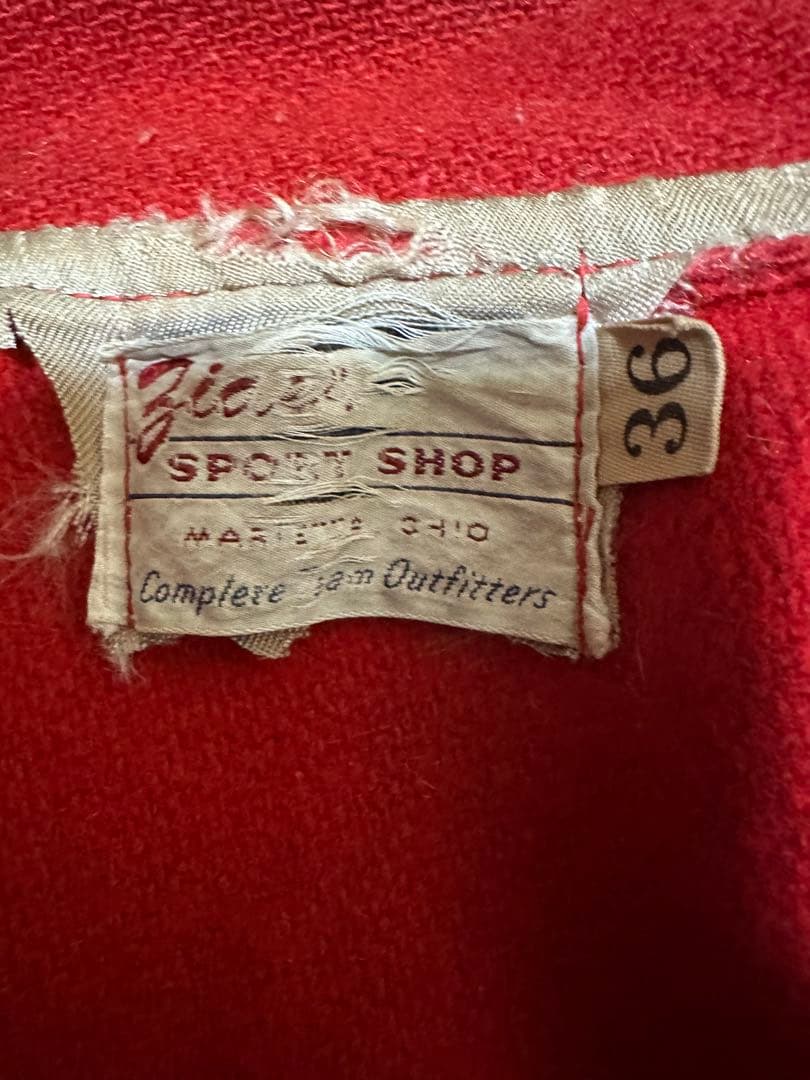 SPORT SHOP
MARIETTA OHIO
Complete Team Outfitters
36